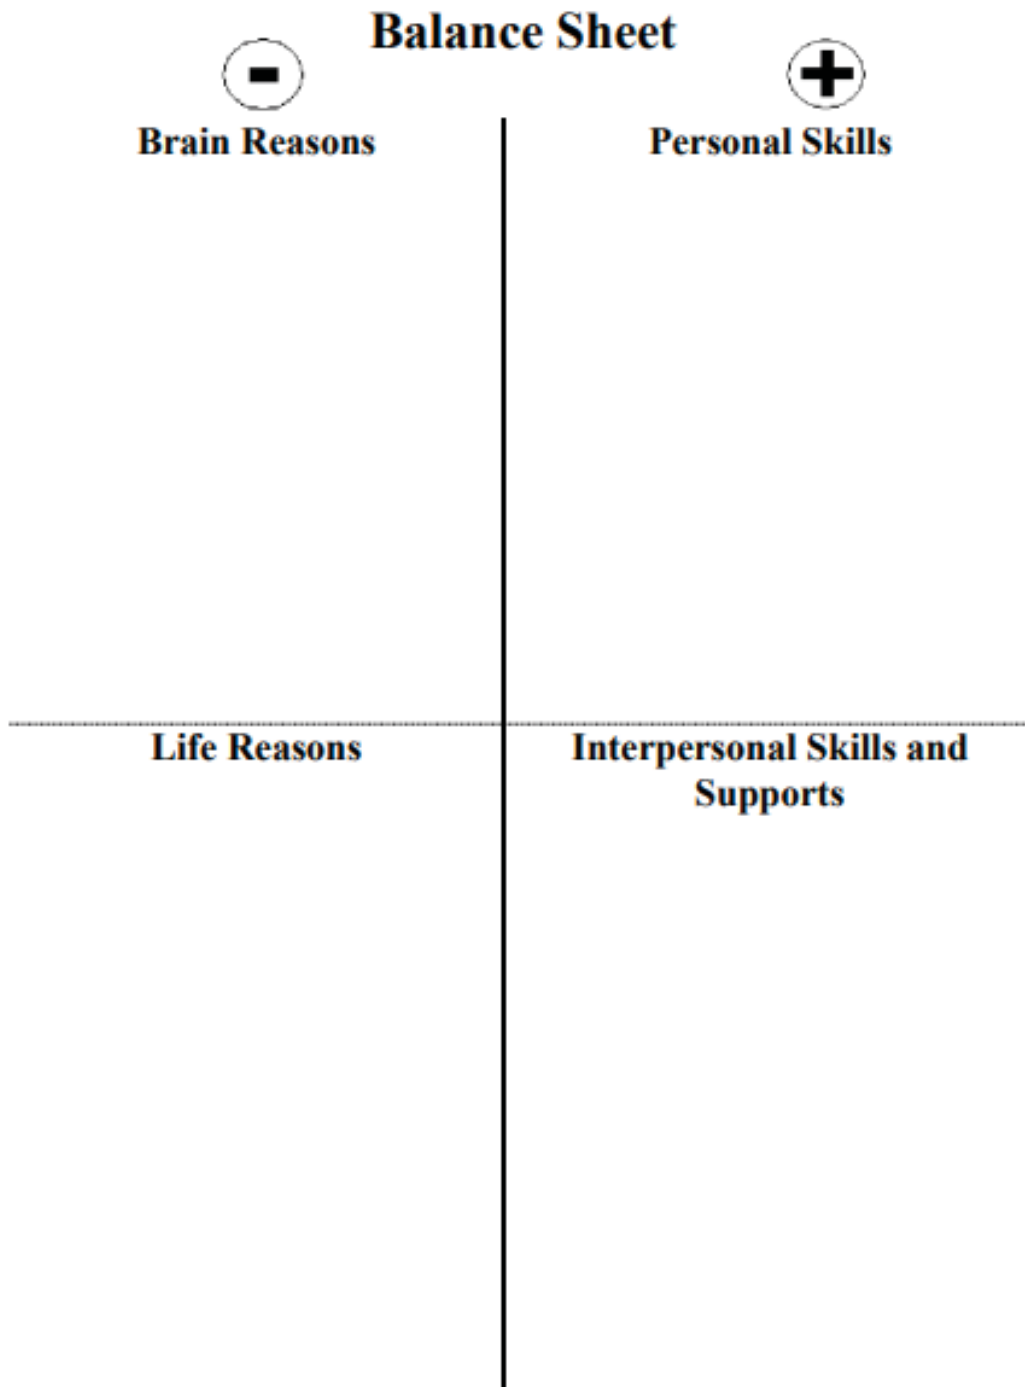 Balance Sheet
-
+
Brain Reasons
Personal Skills
Life Reasons
Interpersonal Skills and
Supports